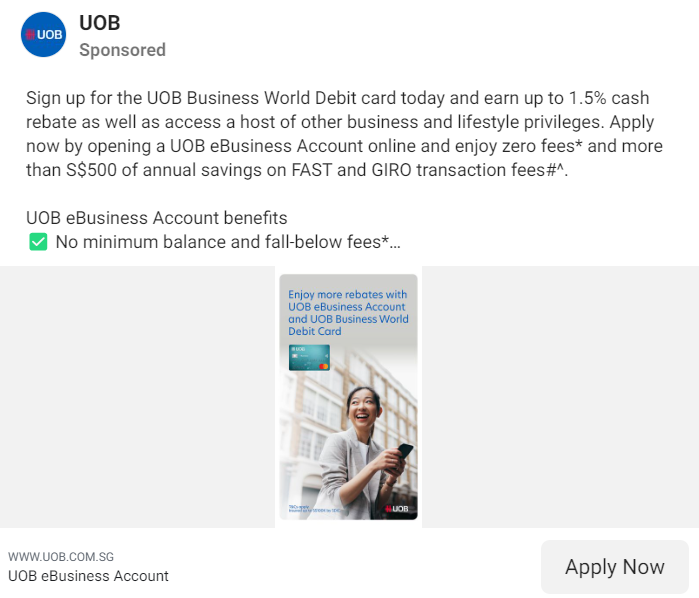 UOB
UOB
Sponsored
Sign up for the UOB Business World Debit card today and earn up to 1.5% cash
rebate as well as access a host of other business and lifestyle privileges. Apply
now by opening a UOB eBusiness Account online and enjoy zero fees* and more
than S$500 of annual savings on FAST and GIRO transaction fees#^.
UOB eBusiness Account benefits
✅ No minimum balance and fall-below fees*...
Enjoy more rebates with
UOB eBusiness Account
and UOB Business World
Debit Card
UOB
UOB
WWW.UOB.COM.SG
UOB eBusiness Account
Apply Now